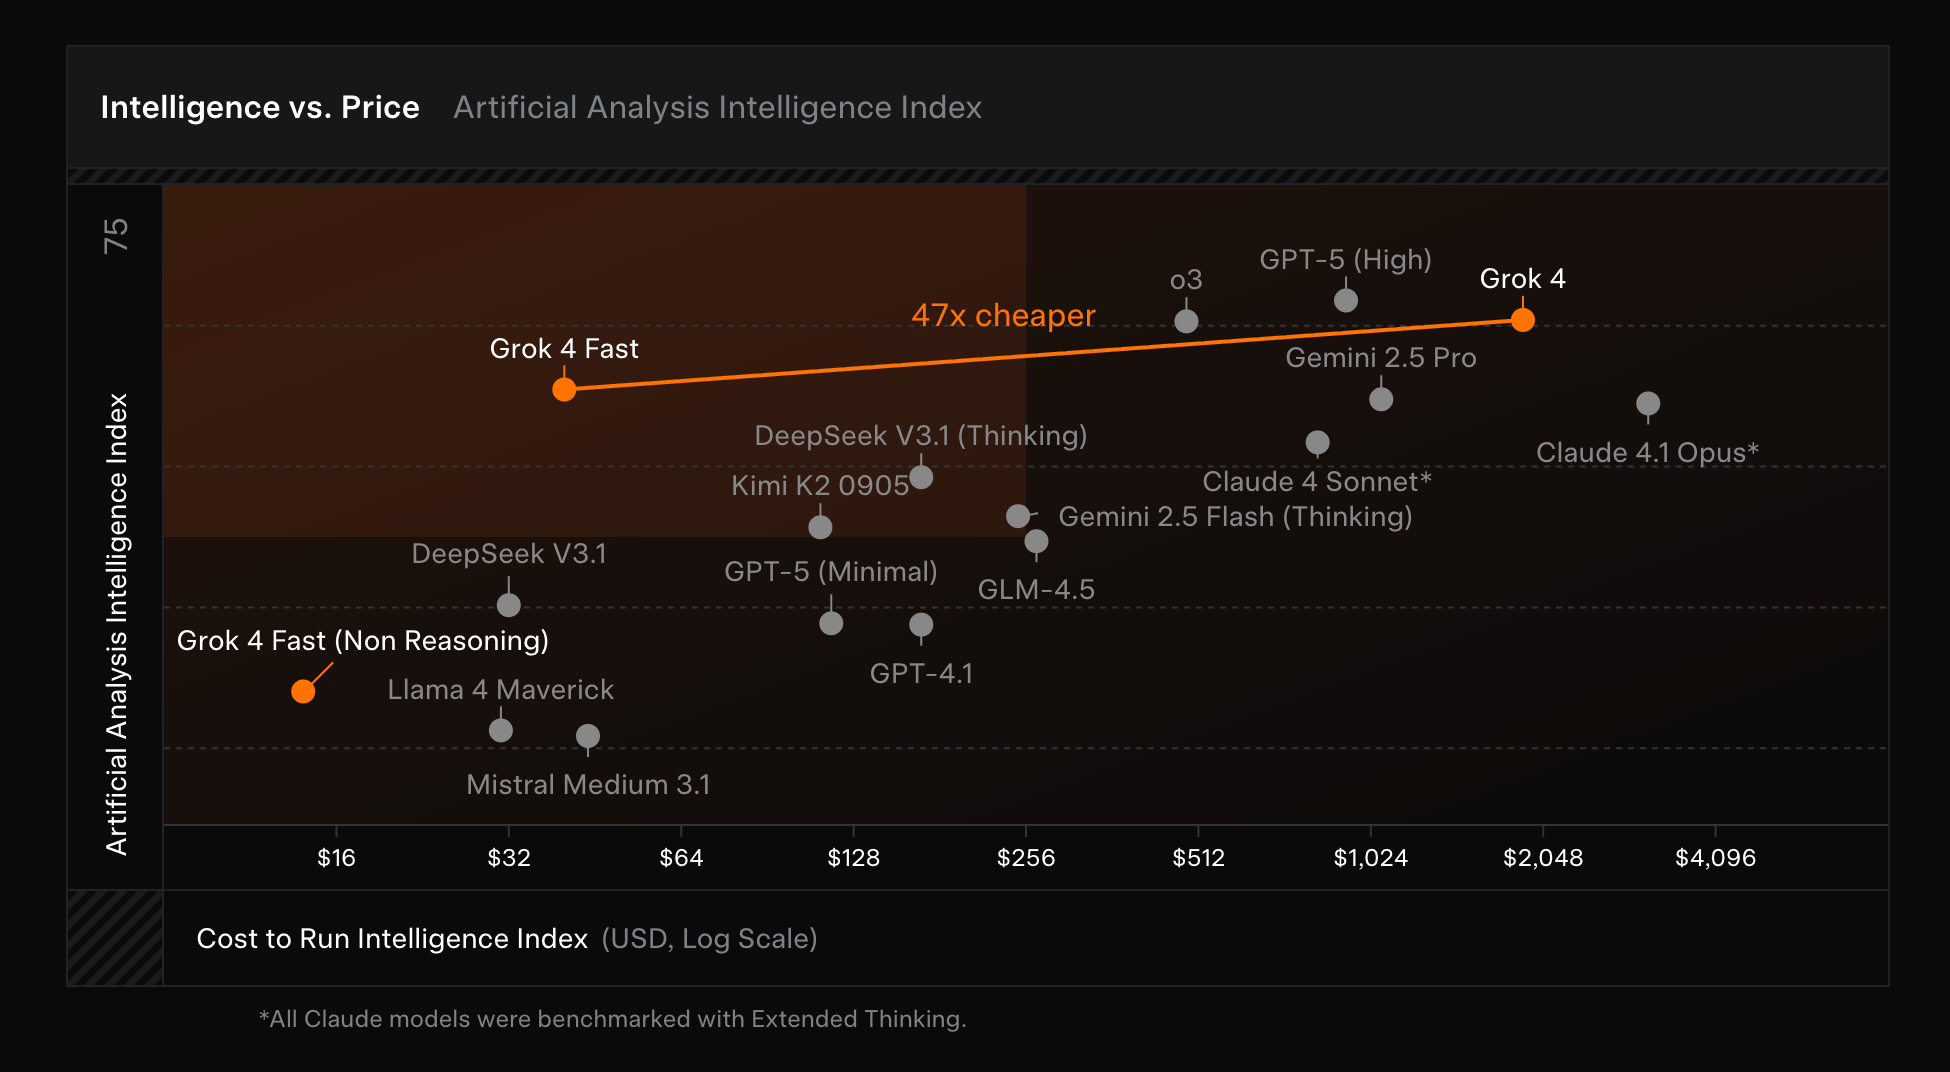 Intelligence vs. Price Artificial Analysis Intelligence Index
75
Artificial Analysis Intelligence Index
GPT-5 (High)
o3
Grok 4
47x cheaper
Grok 4 Fast
Gemini 2.5 Pro
DeepSeek V3.1 (Thinking)
Claude 4.1 Opus*
Kimi K2 0905
Claude 4 Sonnet*
Gemini 2.5 Flash (Thinking)
DeepSeek V3.1
GPT-5 (Minimal)
GLM-4.5
Grok 4 Fast (Non Reasoning)
GPT-4.1
Llama 4 Maverick
Mistral Medium 3.1
$16 $32 $64 $128 $256 $512 $1,024 $2,048 $4,096
Cost to Run Intelligence Index (USD, Log Scale)
*All Claude models were benchmarked with Extended Thinking.